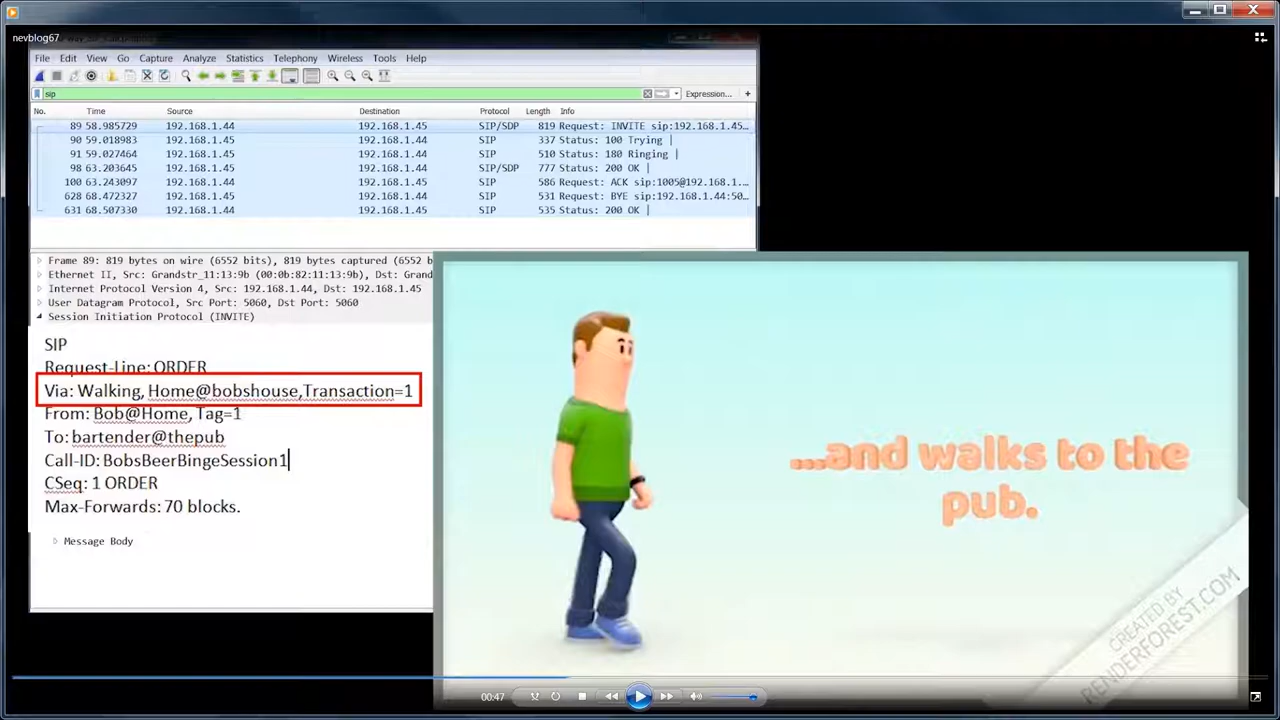 nevblog67
File Edit View Go Capture Analyze Statistics Telephony Wireless Tools Help
sip
Expression... +
No. Time Source Destination Protocol Length Info
89 58.985729 192.168.1.44 192.168.1.45 SIP/SDP 819 Request: INVITE sip:192.168.1.45…
90 59.018983 192.168.1.45 192.168.1.44 SIP 337 Status: 100 Trying |
91 59.027464 192.168.1.45 192.168.1.44 SIP 510 Status: 180 Ringing |
98 63.203645 192.168.1.45 192.168.1.44 SIP/SDP 777 Status: 200 OK |
100 63.243097 192.168.1.44 192.168.1.45 SIP 586 Request: ACK sip:1005@192.168.1.…
628 68.472327 192.168.1.45 192.168.1.44 SIP 531 Request: BYE sip:192.168.1.44:50…
631 68.507330 192.168.1.44 192.168.1.45 SIP 535 Status: 200 OK |
Frame 89: 819 bytes on wire (6552 bits), 819 bytes captured (6552 b
Ethernet II, Src: Grandstr_11:13:9b (00:0b:82:11:13:9b), Dst: Grand
Internet Protocol Version 4, Src: 192.168.1.44, Dst: 192.168.1.45
User Datagram Protocol, Src Port: 5060, Dst Port: 5060
Session Initiation Protocol (INVITE)
SIP
Request-Line: ORDER
Via: Walking, Home@bobshouse,Transaction=1
From: Bob@Home, Tag=1
To: bartender@thepub
Call-ID: BobsBeerBingeSession1
CSeq: 1 ORDER
Max-Forwards: 70 blocks.
Message Body
...and walks to the
pub.
CREATED BY
RENDERFOREST.COM
00:47